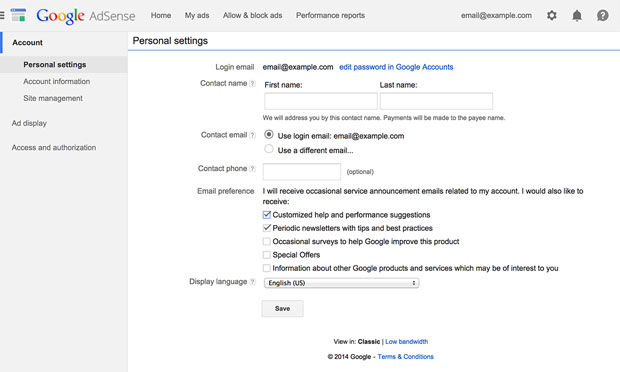 Google AdSense Home My ads Allow & block ads Performance reports email@example.com
Account
Personal settings
Account information
Site management
Ad display
Access and authorization
Personal settings
Login email email@example.com edit password in Google Accounts
Contact name ? First name: Last name:
We will address you by this contact name. Payments will be made to the payee name.
Contact email ? Use login email: email@example.com
Use a different email...
Contact phone ? (optional)
Email preference I will receive occasional service announcement emails related to my account. I would also like to
receive:
Customized help and performance suggestions
Periodic newsletters with tips and best practices
Occasional surveys to help Google improve this product
Special Offers
Information about other Google products and services which may be of interest to you
Display language ? English (US)
Save
View in: Classic | Low bandwidth
© 2014 Google - Terms & Conditions